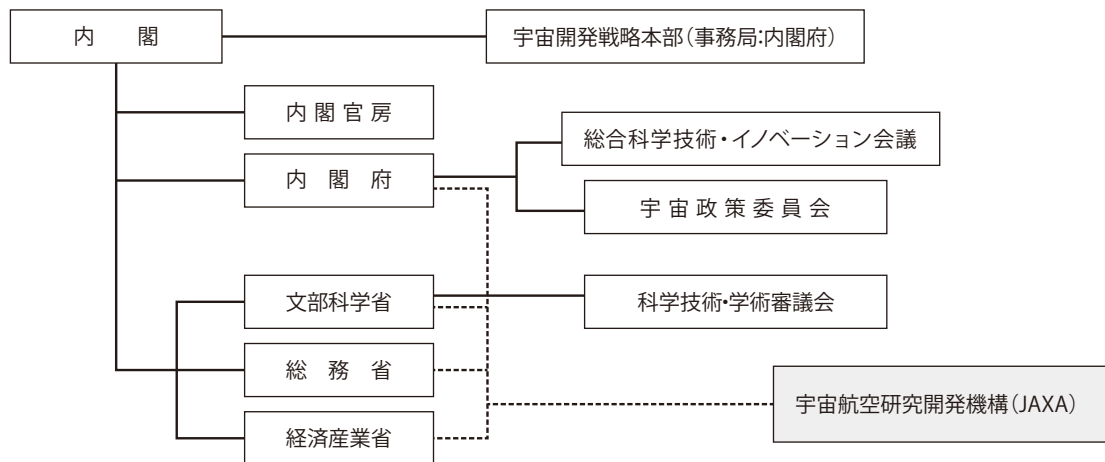 内閣
宇宙開発戦略本部（事務局:内閣府）
内閣官房
総合科学技術・イノベーション会議
内閣府
宇宙政策委員会
文部科学省
科学技術・学術審議会
総務省
宇宙航空研究開発機構（JAXA）
経済産業省